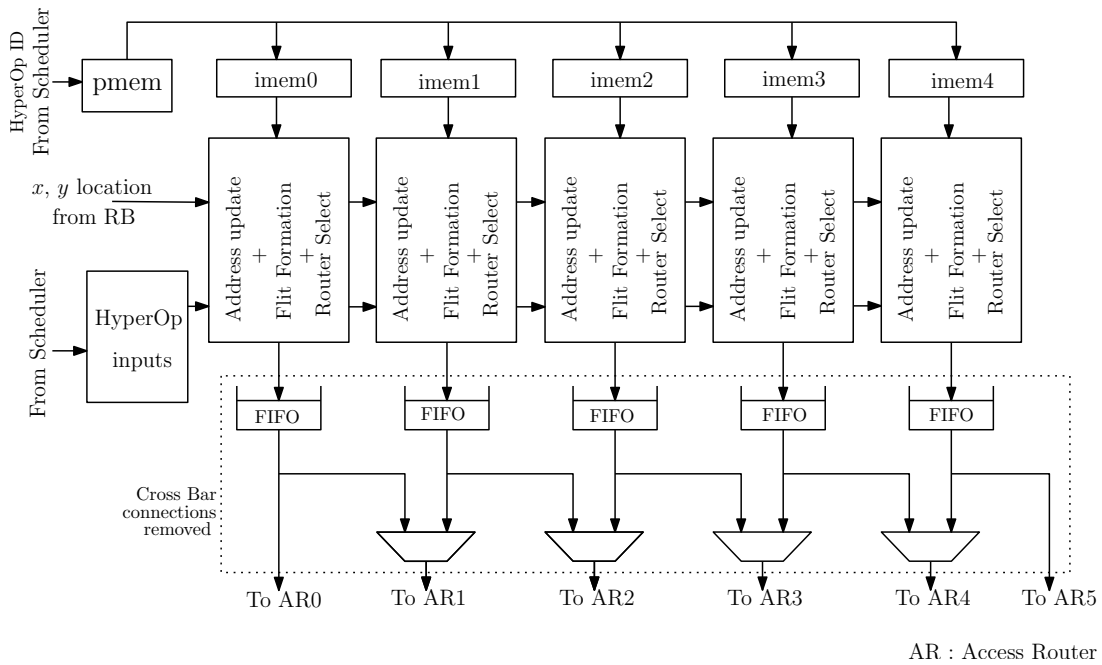 HyperOp ID
From Scheduler
pmem
imem0
imem1
imem2
imem3
imem4
x, y location
from RB
Address update
+
Flit Formation
+
Router Select
Address update
+
Flit Formation
+
Router Select
Address update
+
Flit Formation
+
Router Select
Address update
+
Flit Formation
+
Router Select
Address update
+
Flit Formation
+
Router Select
From Scheduler
HyperOp
inputs
FIFO
FIFO
FIFO
FIFO
FIFO
Cross Bar
connections
removed
To AR0
To AR1
To AR2
To AR3
To AR4
To AR5
AR : Access Router